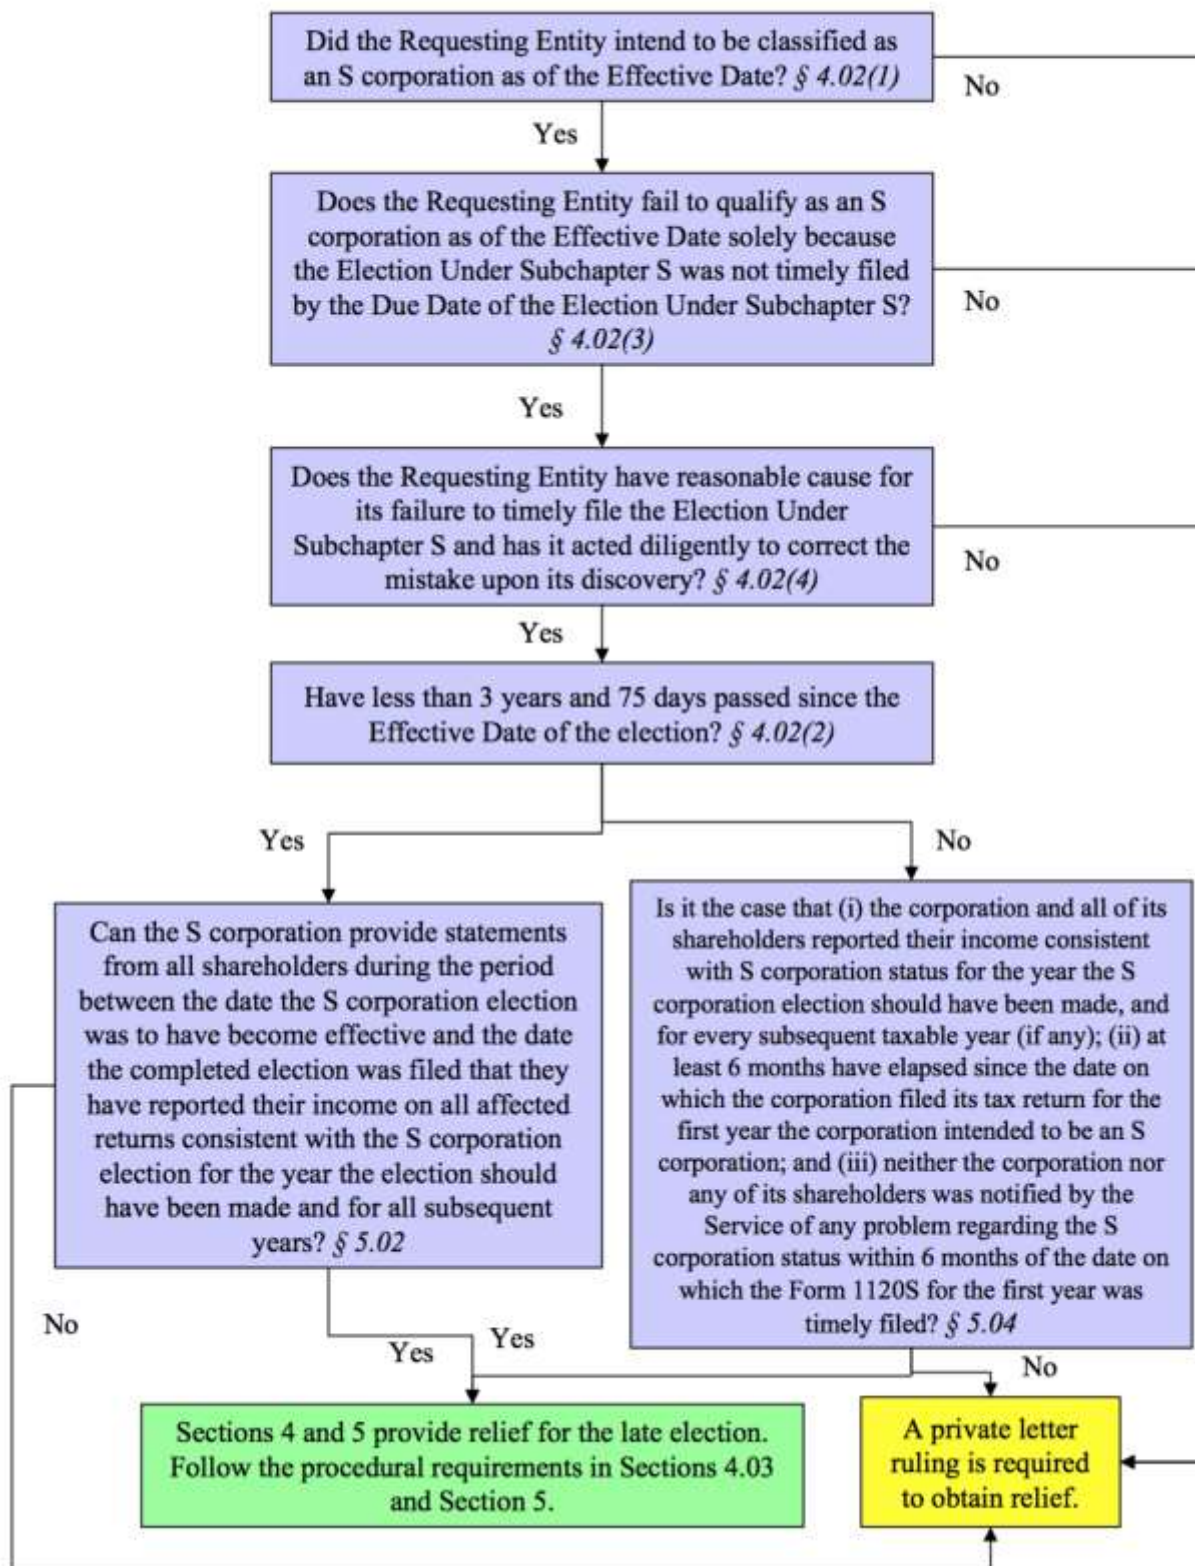 Did the Requesting Entity intend to be classified as
an S corporation as of the Effective Date? § 4.02(1)
No
Yes
Does the Requesting Entity fail to qualify as an S
corporation as of the Effective Date solely because
the Election Under Subchapter S was not timely filed
by the Due Date of the Election Under Subchapter S?
§ 4.02(3)
No
Yes
Does the Requesting Entity have reasonable cause for
its failure to timely file the Election Under
Subchapter S and has it acted diligently to correct the
mistake upon its discovery? § 4.02(4)
No
Yes
Have less than 3 years and 75 days passed since the
Effective Date of the election? § 4.02(2)
Yes
No
Can the S corporation provide statements
from all shareholders during the period
between the date the S corporation election
was to have become effective and the date
the completed election was filed that they
have reported their income on all affected
returns consistent with the S corporation
election for the year the election should
have been made and for all subsequent
years? § 5.02
Is it the case that (i) the corporation and all of its
shareholders reported their income consistent
with S corporation status for the year the S
corporation election should have been made, and
for every subsequent taxable year (if any); (ii) at
least 6 months have elapsed since the date on
which the corporation filed its tax return for the
first year the corporation intended to be an S
corporation; and (iii) neither the corporation nor
any of its shareholders was notified by the
Service of any problem regarding the S
corporation status within 6 months of the date on
which the Form 1120S for the first year was
timely filed? § 5.04
No
Yes
Yes
No
Sections 4 and 5 provide relief for the late election.
Follow the procedural requirements in Sections 4.03
and Section 5.
A private letter
ruling is required
to obtain relief.